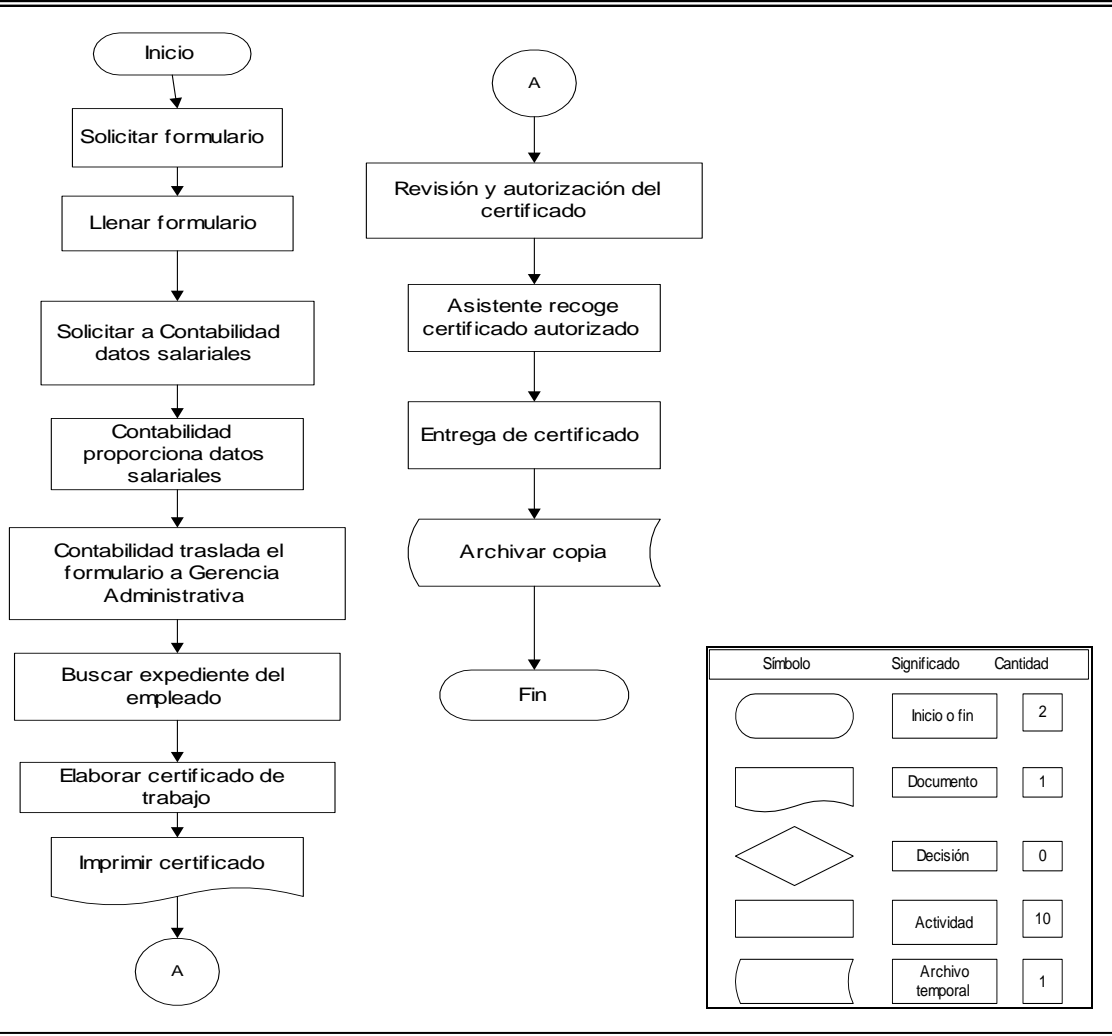 Inicio
Solicitar formulario
Llenar formulario
Solicitar a Contabilidad
datos salariales
Contabilidad
proporciona datos
salariales
Contabilidad traslada el
formulario a Gerencia
Administrativa
Buscar expediente del
empleado
Elaborar certificado de
trabajo
Imprimir certificado
A
A
Revisión y autorización del
certificado
Asistente recoge
certificado autorizado
Entrega de certificado
Archivar copia
Fin
Símbolo Significado Cantidad
Inicio o fin 2
Documento 1
Decisión 0
Actividad 10
Archivo
temporal 1